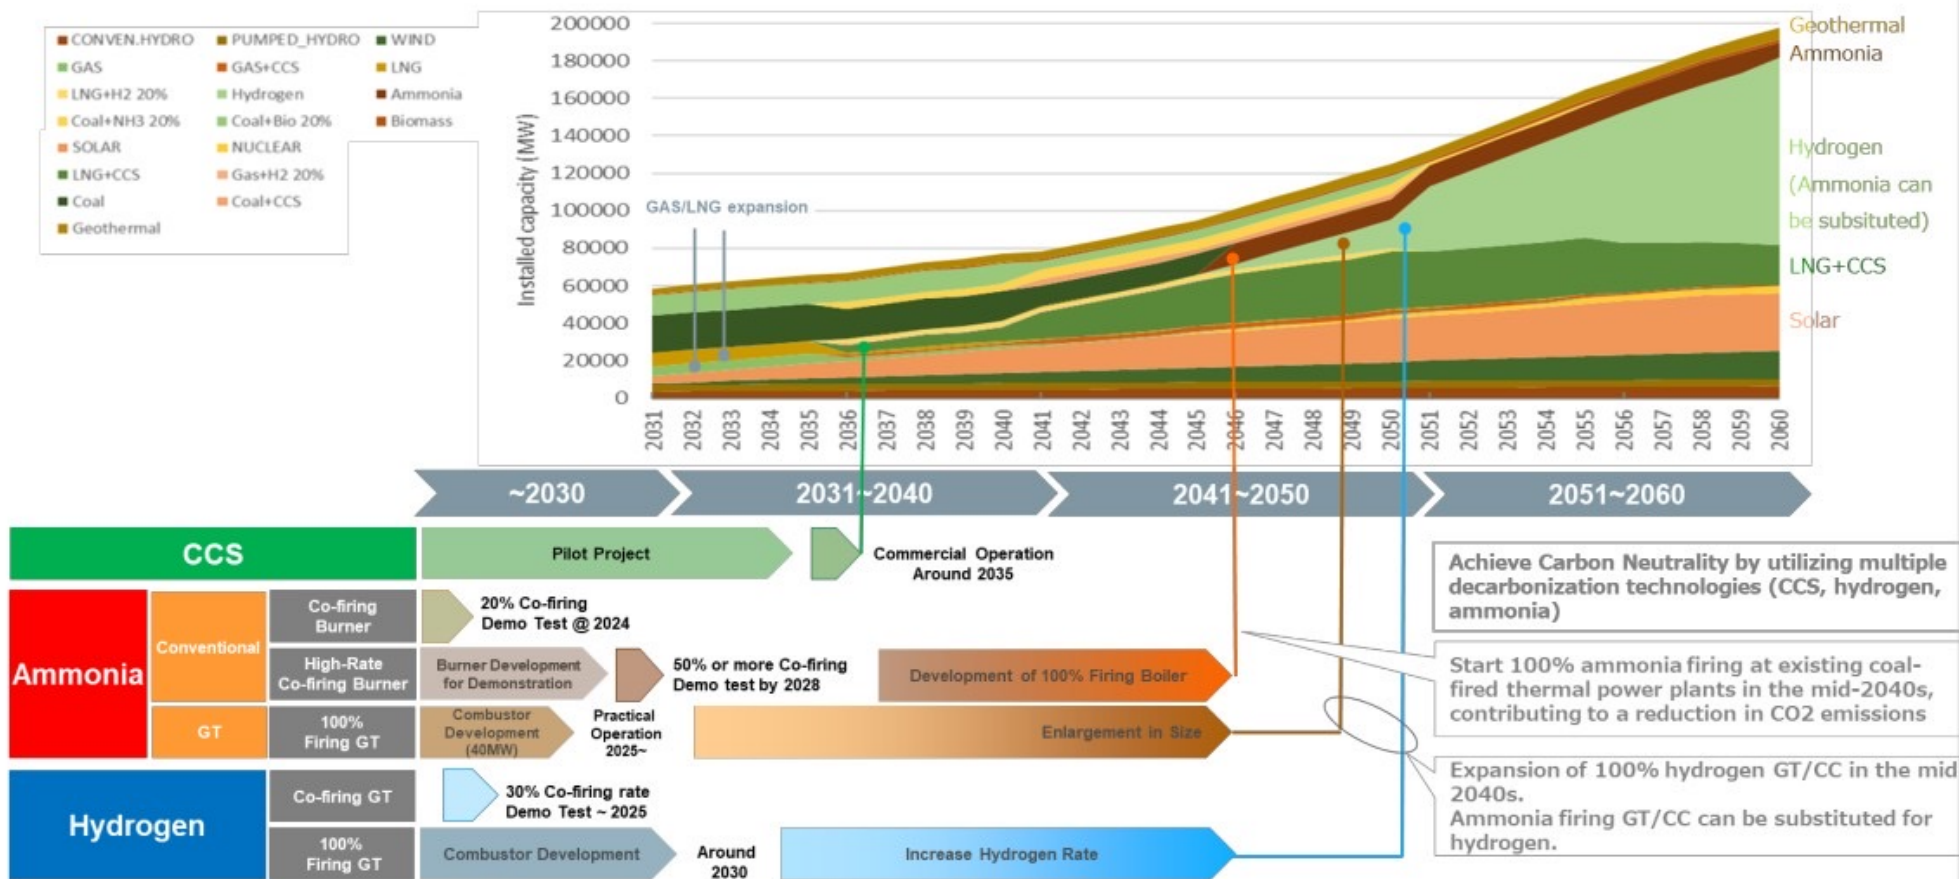 CONVEN.HYDRO
PUMPED_HYDRO
WIND
GAS
GAS+CCS
LNG
LNG+H2 20%
Hydrogen
Ammonia
Coal+NH3 20%
Coal+Bio 20%
Biomass
SOLAR
NUCLEAR
LNG+CCS
Gas+H2 20%
Coal
Coal+CCS
Geothermal
Installed capacity (MW)
200000
180000
160000
140000
120000
100000
80000
60000
40000
20000
0
GAS/LNG expansion
Geothermal
Ammonia
Hydrogen
(Ammonia can
be subsituted)
LNG+CCS
Solar
2031 2032 2033 2034 2035 2036 2037 2038 2039 2040 2041 2042 2043 2044 2045 2046 2047 2048 2049 2050 2051 2052 2053 2054 2055 2056 2057 2058 2059 2060
~2030
2031~2040
2041~2050
2051~2060
CCS
Pilot Project
Commercial Operation
Around 2035
Ammonia
Conventional
Co-firing
Burner
20% Co-firing
Demo Test @ 2024
High-Rate
Co-firing Burner
Burner Development
for Demonstration
50% or more Co-firing
Demo test by 2028
Development of 100% Firing Boiler
GT
100%
Firing GT
Combustor
Development
(40MW)
Practical
Operation
2025~
Enlargement in Size
Hydrogen
Co-firing GT
30% Co-firing rate
Demo Test ~ 2025
100%
Firing GT
Combustor Development
Around
2030
Increase Hydrogen Rate
Achieve Carbon Neutrality by utilizing multiple
decarbonization technologies (CCS, hydrogen,
ammonia)
Start 100% ammonia firing at existing coal-
fired thermal power plants in the mid-2040s,
contributing to a reduction in CO2 emissions
Expansion of 100% hydrogen GT/CC in the mid
2040s.
Ammonia firing GT/CC can be substituted for
hydrogen.